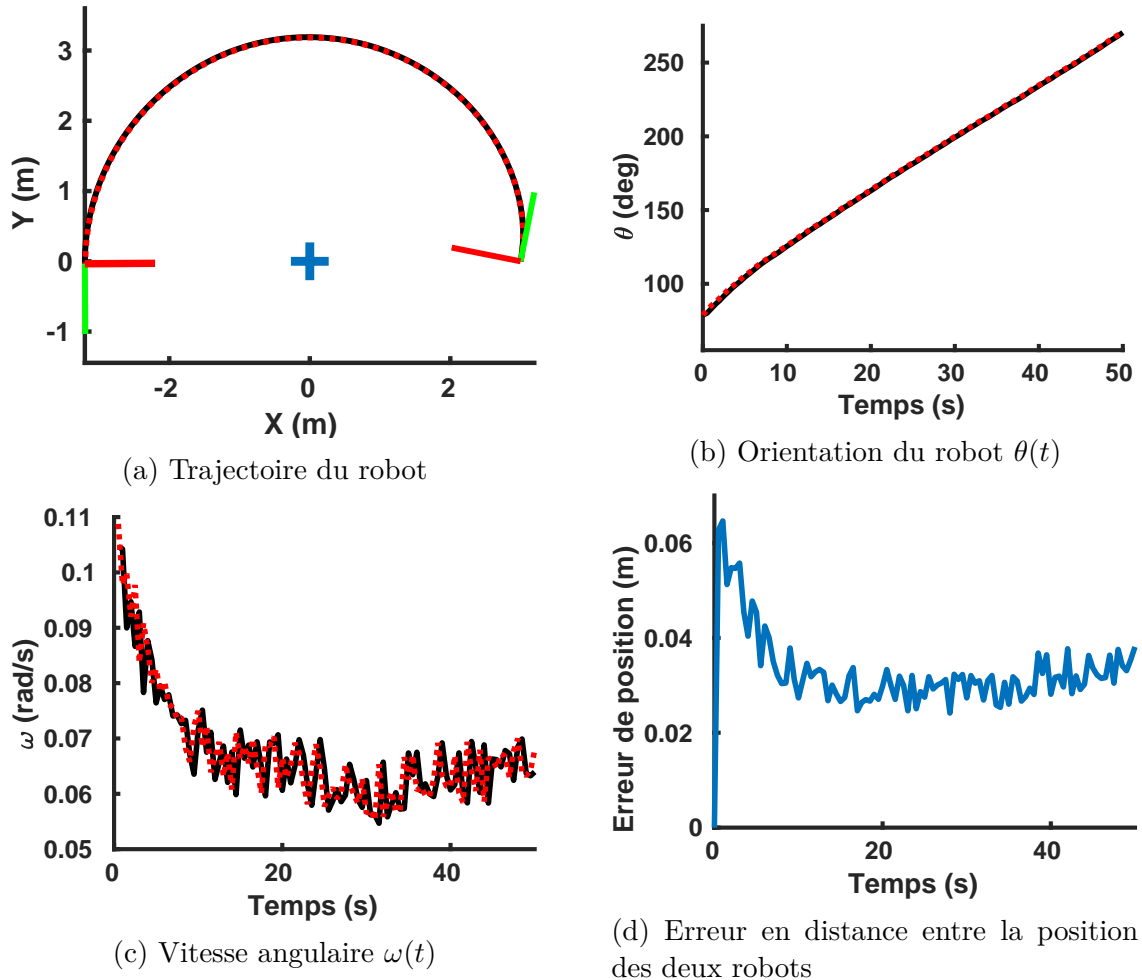 3
2
1
0
-1
Y (m)
-2
0
2
X (m)
(a) Trajectoire du robot
250
200
150
100
θ (deg)
0
10
20
30
40
50
Temps (s)
(b) Orientation du robot θ(t)
0.11
0.1
0.09
0.08
0.07
0.06
0.05
ω (rad/s)
0
20
40
Temps (s)
(c) Vitesse angulaire ω(t)
0.06
0.04
0.02
0
Erreur de position (m)
0
20
40
Temps (s)
(d) Erreur en distance entre la position
des deux robots